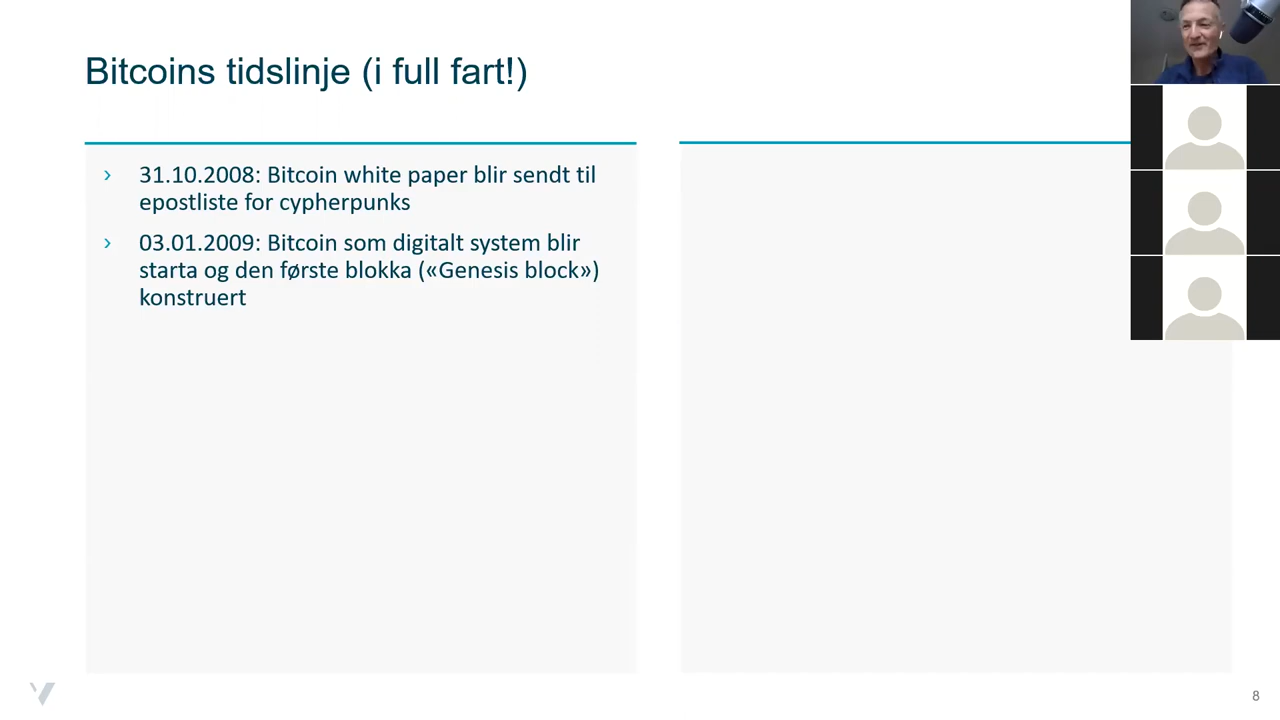 Bitcoins tidslinje (i full fart!)
› 31.10.2008: Bitcoin white paper blir sendt til
epostliste for cypherpunks
› 03.01.2009: Bitcoin som digitalt system blir
starta og den første blokka («Genesis block»)
konstruert
8